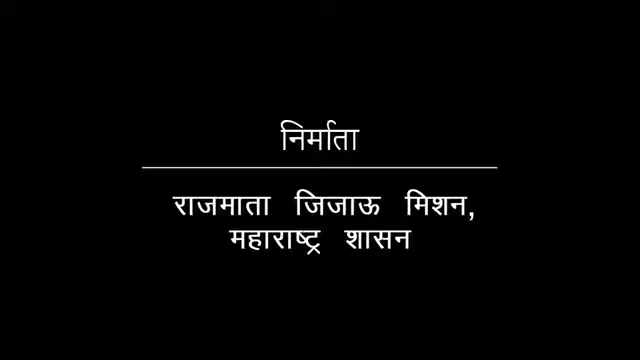 निर्माता
राजमाता जिजाऊ मिशन,
महाराष्ट्र शासन